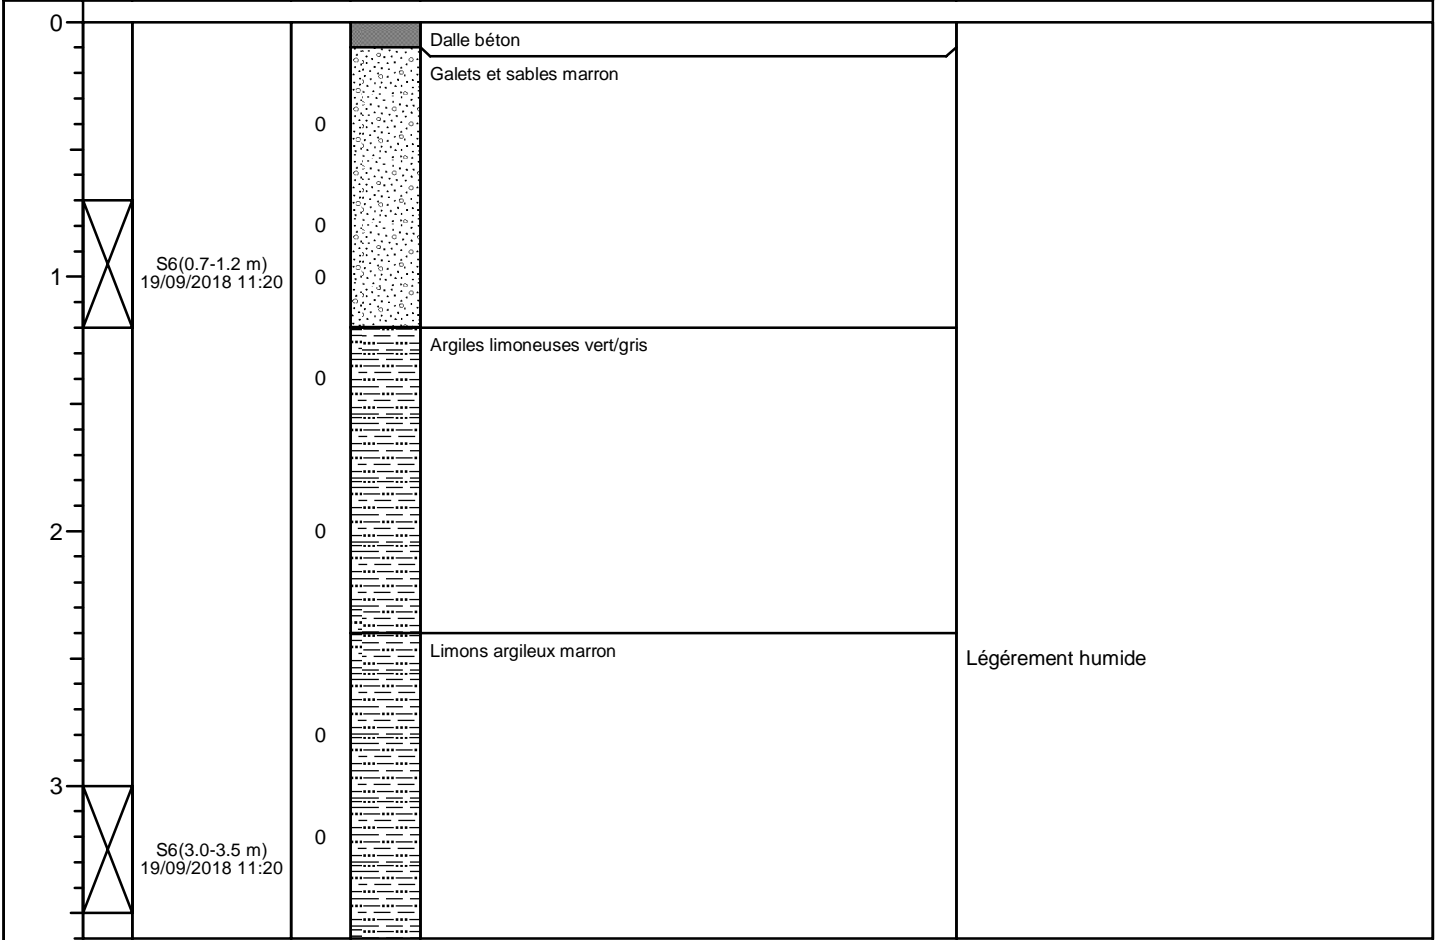 0
Dalle béton
Galets et sables marron
0
0
S6(0.7-1.2 m)
1
0
19/09/2018 11:20
Argiles limoneuses vert/gris
0
2
0
Limons argileux marron
Légérement humide
0
3
0
S6(3.0-3.5 m)
19/09/2018 11:20